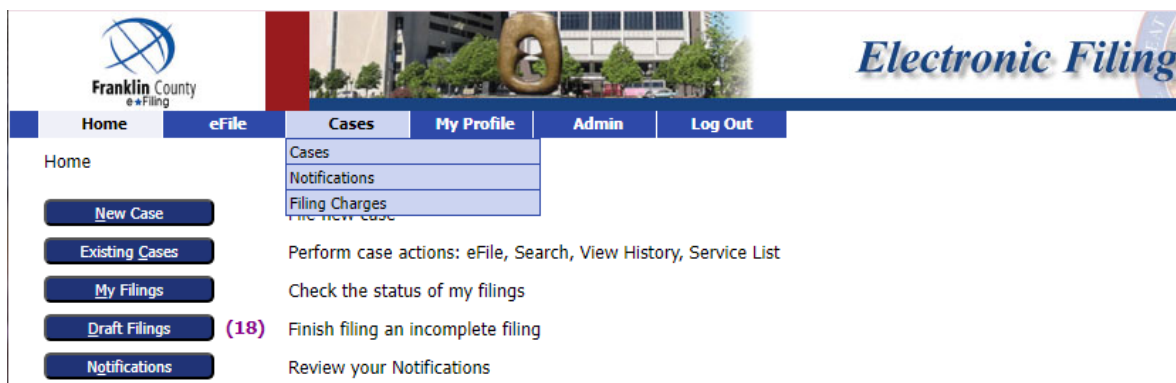 Franklin County
e★Filing
Electronic Filing
Home eFile Cases My Profile Admin Log Out
Home
Cases
Notifications
Filing Charges
New Case File new case
Existing Cases Perform case actions: eFile, Search, View History, Service List
My Filings Check the status of my filings
Draft Filings (18) Finish filing an incomplete filing
Notifications Review your Notifications